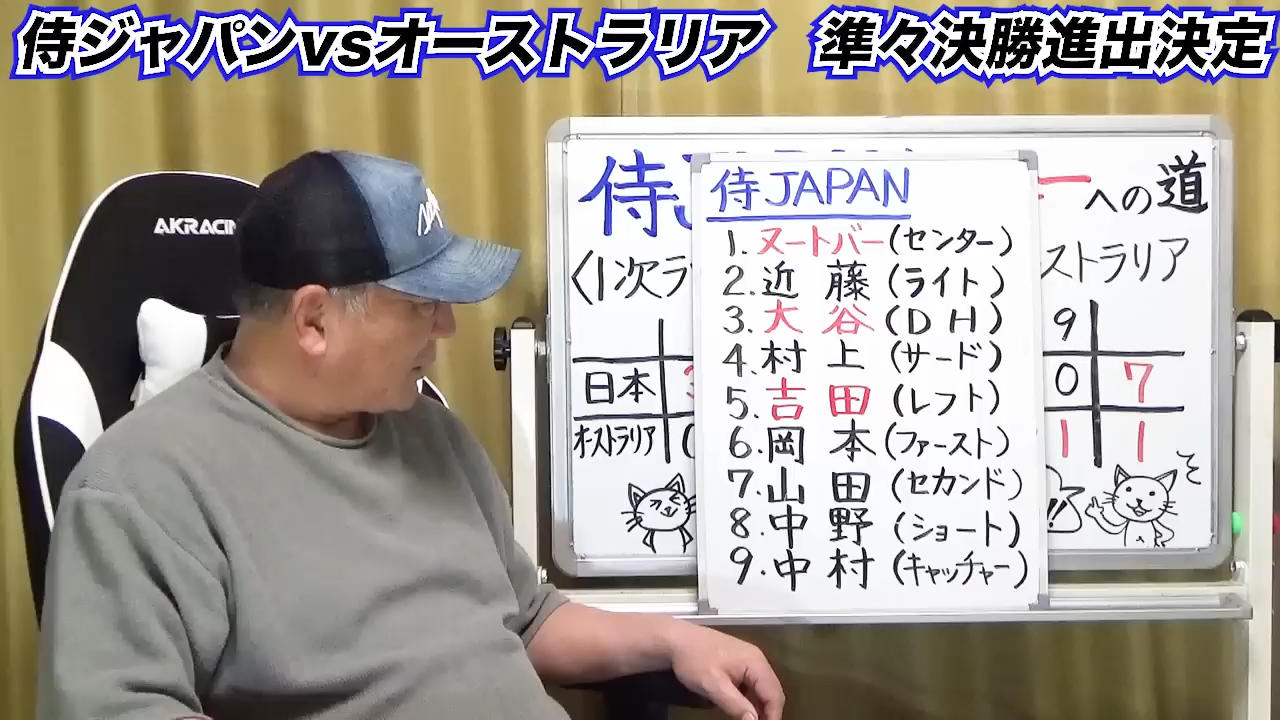 侍ジャパンvsオーストラリア 準々決勝進出決定
AKRACIN
侍J
ーへの道
侍JAPAN
1.ヌートバー(センター)
2.近藤(ライト)
3.大谷(DH)
4.村上(サード)
5.吉田(レフト)
6.岡本(ファースト)
7.山田(セカンド)
8.中野(ショート)
9.中村(キャッチャー)
〈1次ラ
ストラリア
9
日本 3 0 7
オーストラリア 0 1 1
!!